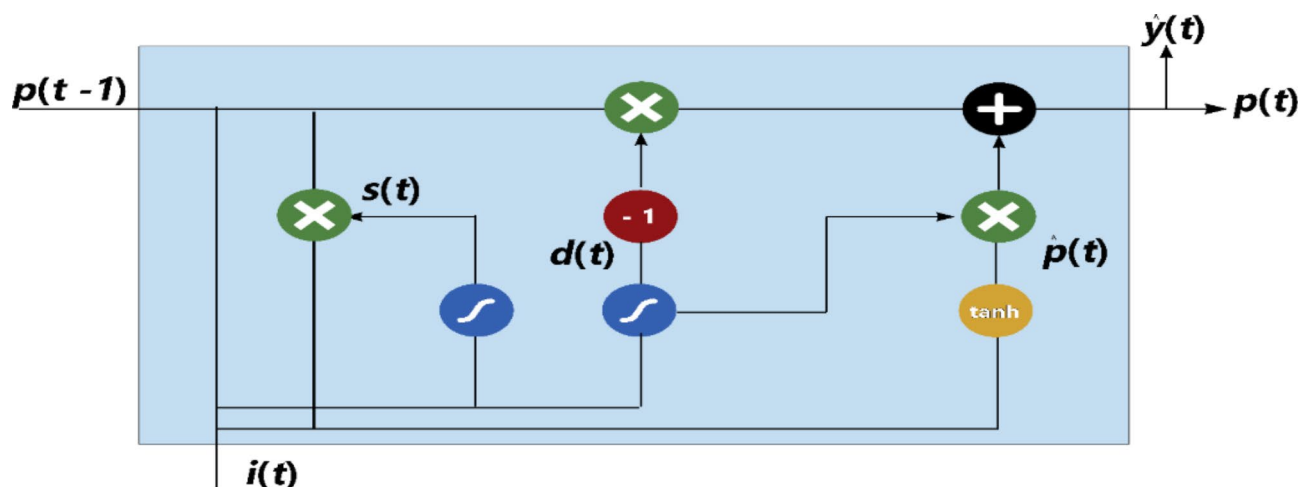 ŷ(t)
p(t -1)
p(t)
s(t)
- 1
d(t)
p̂(t)
tanh
i(t)